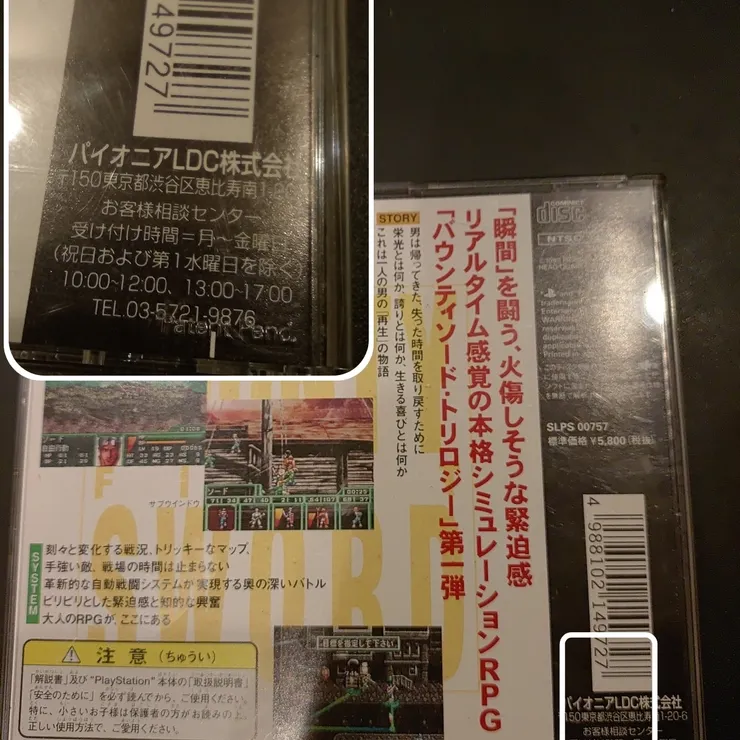 49727
パイオニアLDC株式会社
〒150東京都渋谷区恵比寿南1-20
お客様相談センター
受け付け時間=月〜金曜日
(祝日および第1水曜日を除く)
10:00-12:00、13:00-17:00
TEL.03-5721-9876
Patent Pend.
COMPACT
disc
NTSC
「瞬間」を闘う、火傷しそうな緊迫感
リアルタイム感覚の本格シミュレーションRPG
「バウンティソード・トリロジー」第一弾
STORY
男は帰ってきた、失った時間を取り戻すために
栄光とは何か、誇りとは何か、生きる喜びとは何か
これは一人の男の「再生」の物語
SLPS 00757
標準価格 ¥5,800(税抜)
4 988102 149727
サブウインドウ
ソード
SWORD
SYSTEM
刻々と変化する戦況、トリッキーなマップ、
手強い敵、戦場の時間は止まらない
革新的な自動戦闘システムが実現する奥の深いバトル
ピリピリとした緊迫感と知的な興奮
大人のRPGが、ここにある
目標を指定して下さい
注意(ちゅうい)
「解説書」及び"PlayStation"本体の「取扱説明書」
「安全のために」を必ず読んでから、ご使用ください。
特に、小さいお子様は保護者の方がお読みの上、
正しい使用方法で、ご愛用ください。
パイオニアLDC株式会社
150東京都渋谷区恵比寿南1-20-6
お客様相談センター